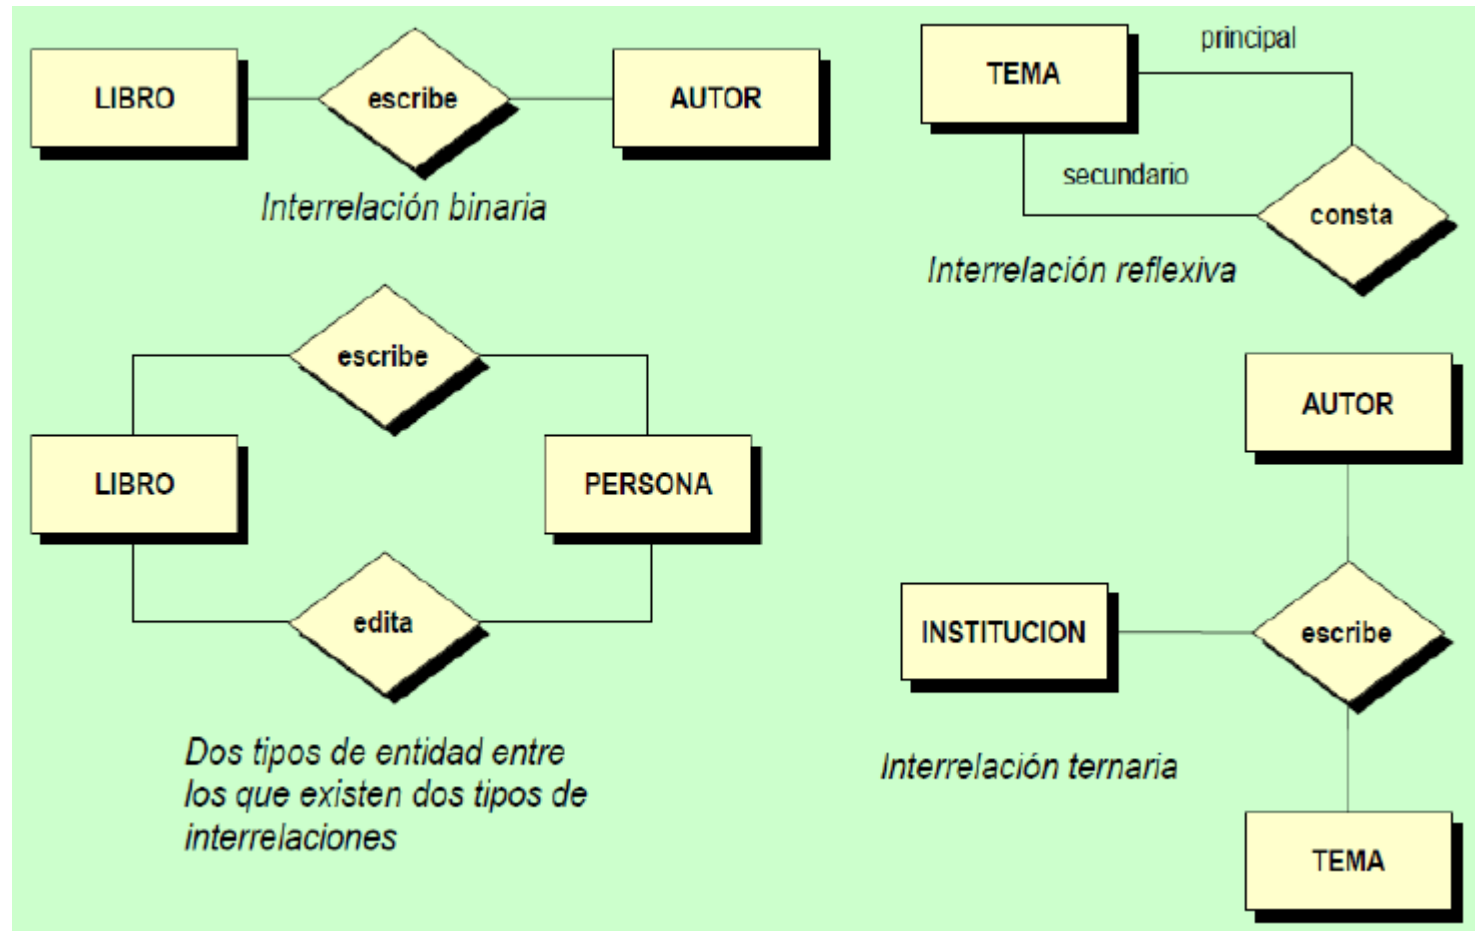 LIBRO
escribe
AUTOR
Interrelación binaria
TEMA
principal
secundario
consta
Interrelación reflexiva
escribe
LIBRO
PERSONA
edita
Dos tipos de entidad entre
los que existen dos tipos de
interrelaciones
AUTOR
INSTITUCION
escribe
Interrelación ternaria
TEMA